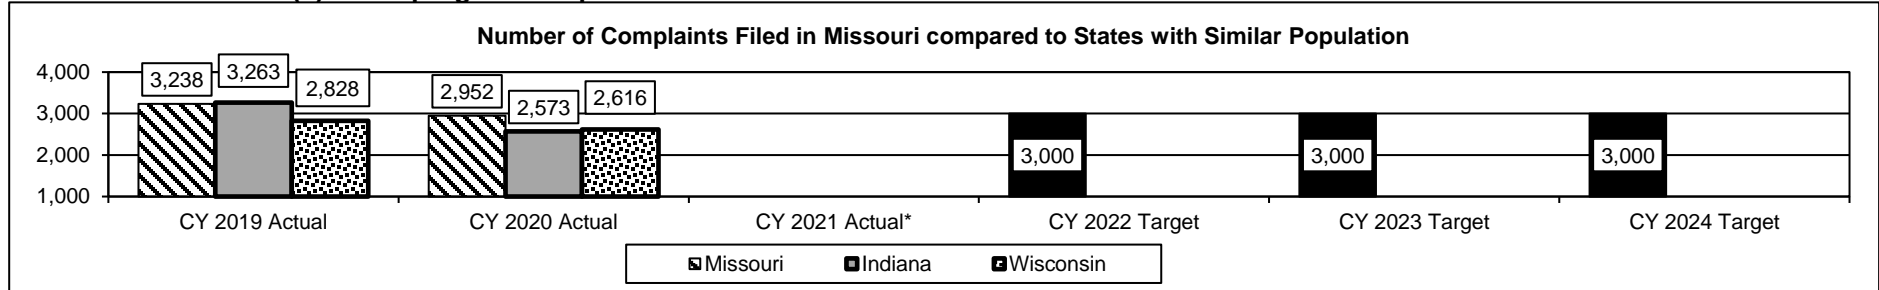 Number of Complaints Filed in Missouri compared to States with Similar Population
4,000
3,000
2,000
1,000
3,238
3,263
2,828
2,952
2,573
2,616
3,000
3,000
3,000
CY 2019 Actual
CY 2020 Actual
CY 2021 Actual*
CY 2022 Target
CY 2023 Target
CY 2024 Target
Missouri
Indiana
Wisconsin